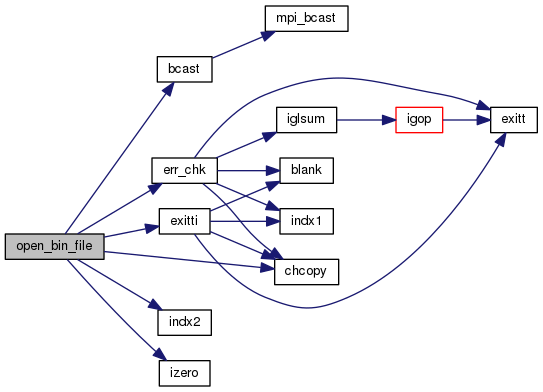 mpi_bcast
bcast
iglsum
igop
exitt
err_chk
blank
exitti
indx1
open_bin_file
chcopy
indx2
izero